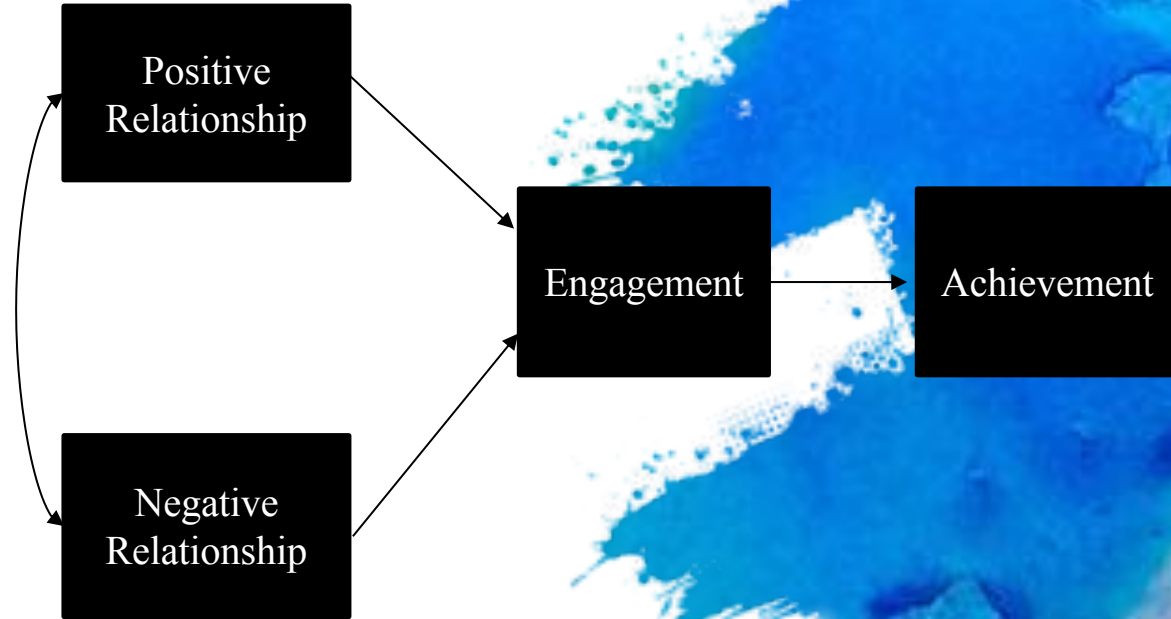 Positive
Relationship
Engagement
Achievement
Negative
Relationship